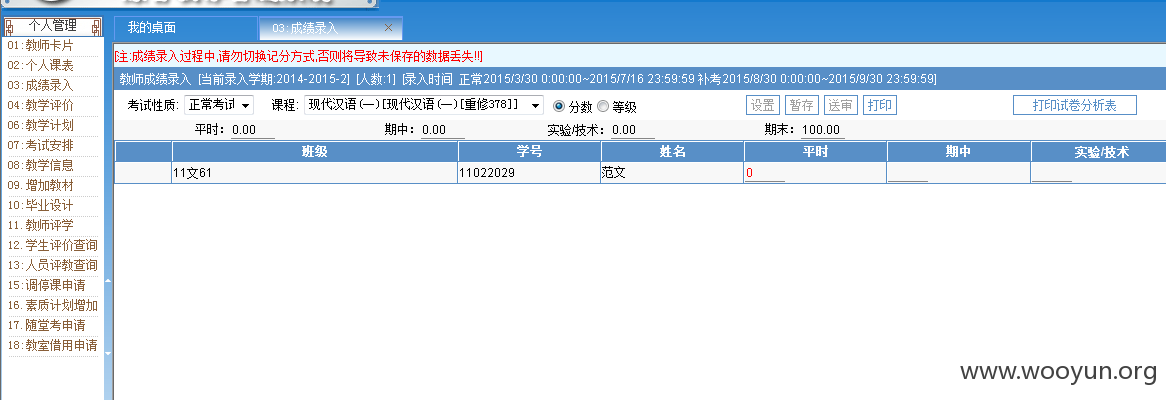 个人管理
01:教师卡片
02:个人课表
03:成绩录入
04:教学评价
06:教学计划
07:考试安排
08:教学信息
09.增加教材
10:毕业设计
11.教师评学
12.学生评价查询
13:人员评教查询
15:调停课申请
16.素质计划增加
17.随堂考申请
18:教室借用申请
我的桌面 03:成绩录入
[注:成绩录入过程中,请勿切换记分方式,否则将导致未保存的数据丢失!!]
教师成绩录入 [当前录入学期:2014-2015-2] [人数:1] [录入时间 正常2015/3/30 0:00:00~2015/7/16 23:59:59 补考2015/8/30 0:00:00~2015/9/30 23:59:59]
考试性质: 正常考试 课程: 现代汉语(一)[现代汉语(一)[重修378]] 分数 等级 设置 暂存 送审 打印 打印试卷分析表
平时: 0.00 期中: 0.00 实验/技术: 0.00 期末: 100.00
班级 学号 姓名 平时 期中 实验/技术
11文61 11022029 范文 0
www.wooyun.org